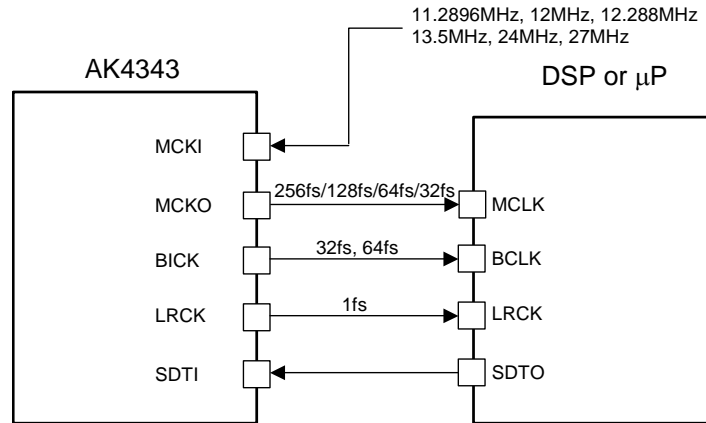 11.2896MHz, 12MHz, 12.288MHz
13.5MHz, 24MHz, 27MHz
AK4343
DSP or μP
MCKI
MCKO
256fs/128fs/64fs/32fs
MCLK
BICK
32fs, 64fs
BCLK
LRCK
1fs
LRCK
SDTI
SDTO